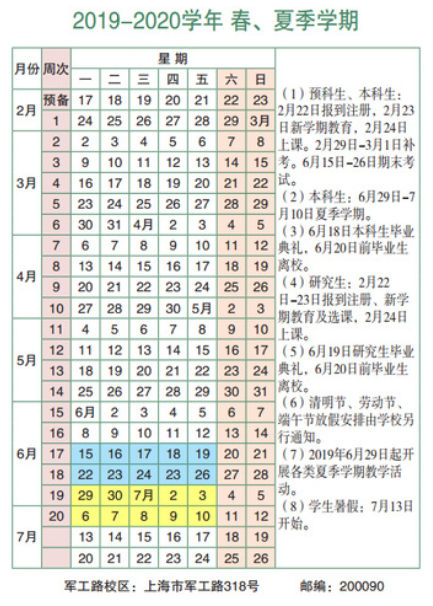 2019-2020学年 春、夏季学期
月份 周次 星期
一 二 三 四 五 六 日
2月 预备 17 18 19 20 21 22 23
1 24 25 26 27 28 29 3月
3月 2 2 3 4 5 6 7 8
3 9 10 11 12 13 14 15
4 16 17 18 19 20 21 22
5 23 24 25 26 27 28 29
6 30 31 4月 2 3 4 5
4月 7 6 7 8 9 10 11 12
8 13 14 15 16 17 18 19
9 20 21 22 23 24 25 26
10 27 28 29 30 5月 2 3
5月 11 4 5 6 7 8 9 10
12 11 12 13 14 15 16 17
13 18 19 20 21 22 23 24
14 25 26 27 28 29 30 31
6月 15 6月 2 3 4 5 6 7
16 8 9 10 11 12 13 14
17 15 16 17 18 19 20 21
18 22 23 24 23 26 27 28
19 29 30 7月 2 3 4 5
7月 20 6 7 8 9 10 11 12
13 14 15 16 17 18 19
20 21 22 23 24 25 26
（1）预科生、本科生：
2月22日报到注册，2月23
日新学期教育，2月24日
上课。2月29日-3月1日补
考。6月15日-26日期末考
试。
（2）本科生：6月29日-7
月10日夏季学期。
（3）6月18日本科生毕业
典礼，6月20日前毕业生
离校。
（4）研究生：2月22
日-23日报到注册、新学
期教育及选课，2月24日
上课。
（5）6月19日研究生毕业
典礼，6月20日前毕业生
离校。
（6）清明节、劳动节、
端午节放假安排由学校另
行通知。
（7）2019年6月29日起开
展各类夏季学期教学活
动。
（8）学生暑假：7月13日
开始。
军工路校区：上海市军工路318号 邮编：200090